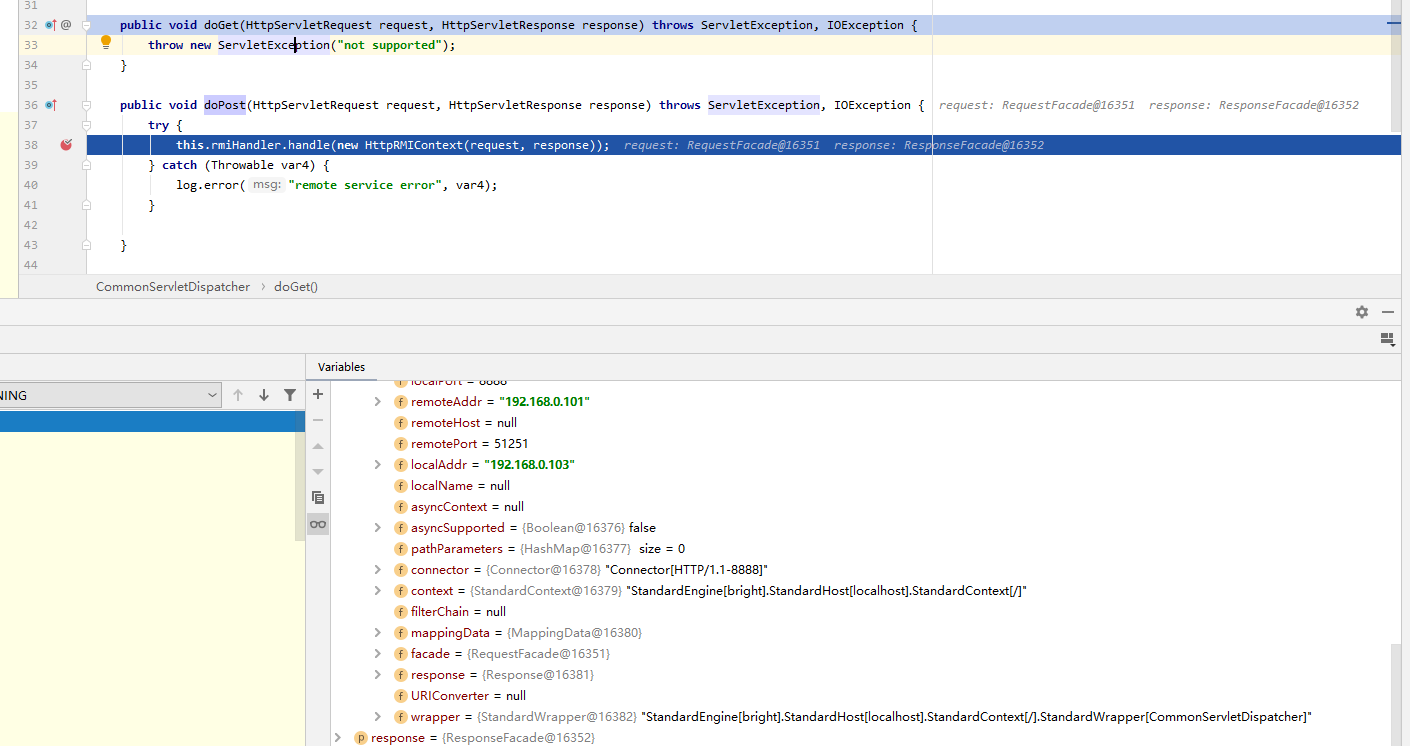 31
32 @ public void doGet(HttpServletRequest request, HttpServletResponse response) throws ServletException, IOException {
33 throw new ServletException("not supported");
34 }
35
36 public void doPost(HttpServletRequest request, HttpServletResponse response) throws ServletException, IOException { request: RequestFacade@16351 response: ResponseFacade@16352
37 try {
38 this.rmiHandler.handle(new HttpRMIContext(request, response)); request: RequestFacade@16351 response: ResponseFacade@16352
39 } catch (Throwable var4) {
40 log.error( msg: "remote service error", var4);
41 }
42
43 }
44
CommonServletDispatcher › doGet()
Variables
NING
f localPort = 8888
f remoteAddr = "192.168.0.101"
f remoteHost = null
f remotePort = 51251
f localAddr = "192.168.0.103"
f localName = null
f asyncContext = null
f asyncSupported = {Boolean@16376} false
f pathParameters = {HashMap@16377} size = 0
f connector = {Connector@16378} "Connector[HTTP/1.1-8888]"
f context = {StandardContext@16379} "StandardEngine[bright].StandardHost[localhost].StandardContext[/]"
f filterChain = null
f mappingData = {MappingData@16380}
f facade = {RequestFacade@16351}
f response = {Response@16381}
f URIConverter = null
f wrapper = {StandardWrapper@16382} "StandardEngine[bright].StandardHost[localhost].StandardContext[/].StandardWrapper[CommonServletDispatcher]"
p response = {ResponseFacade@16352}